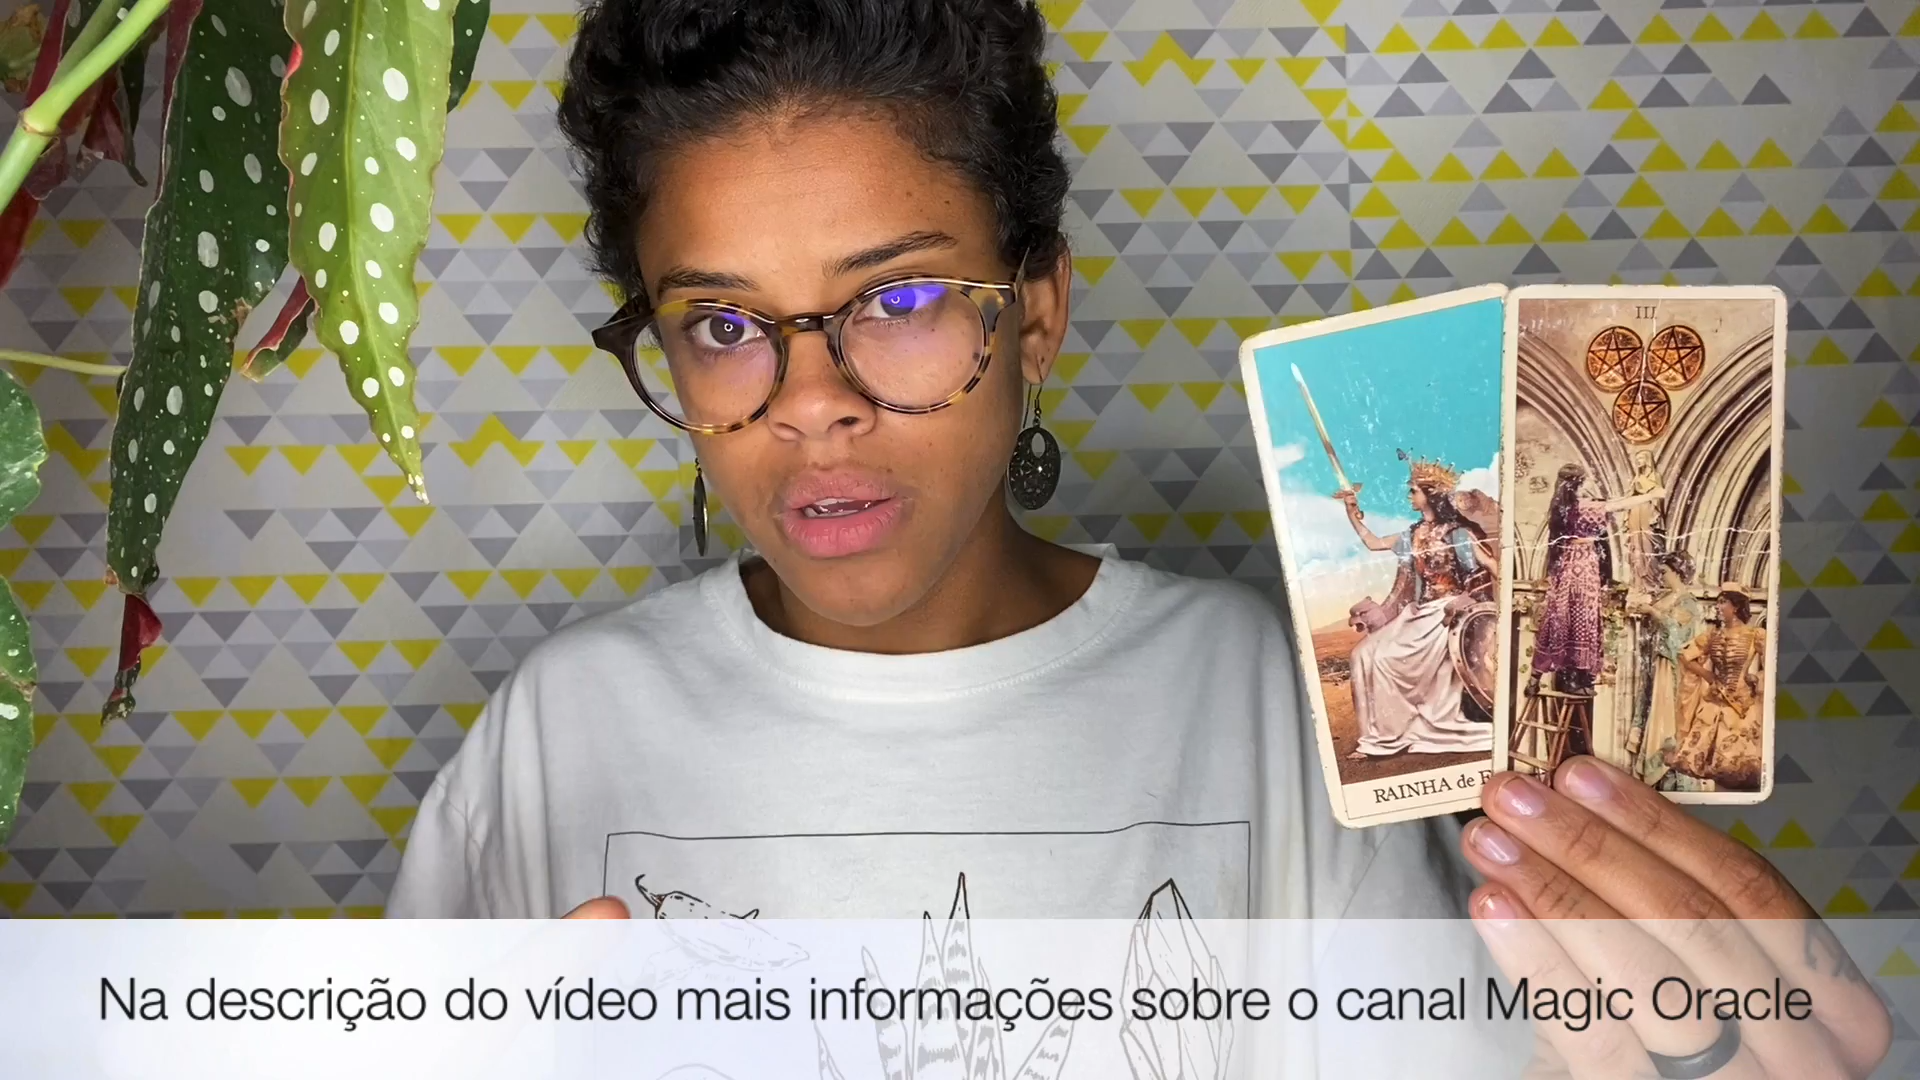 III
RAINHA de
Na descrição do vídeo mais informações sobre o canal Magic Oracle